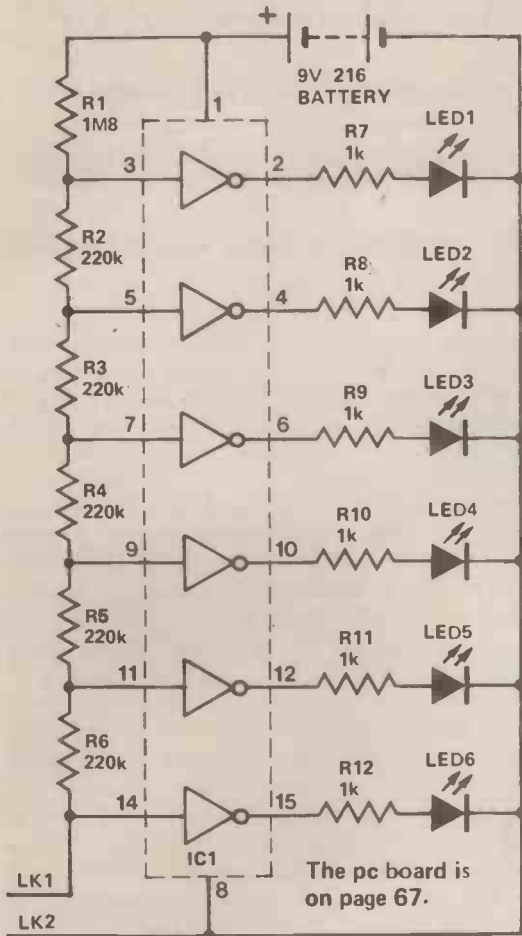 +
9V 216
BATTERY
1
R1
1M8
3
2
R7
1k
LED1
R2
220k
5
4
R8
1k
LED2
R3
220k
7
6
R9
1k
LED3
R4
220k
9
10
R10
1k
LED4
R5
220k
11
12
R11
1k
LED5
R6
220k
14
15
R12
1k
LED6
IC1
8
The pc board is
on page 67.
LK1
LK2